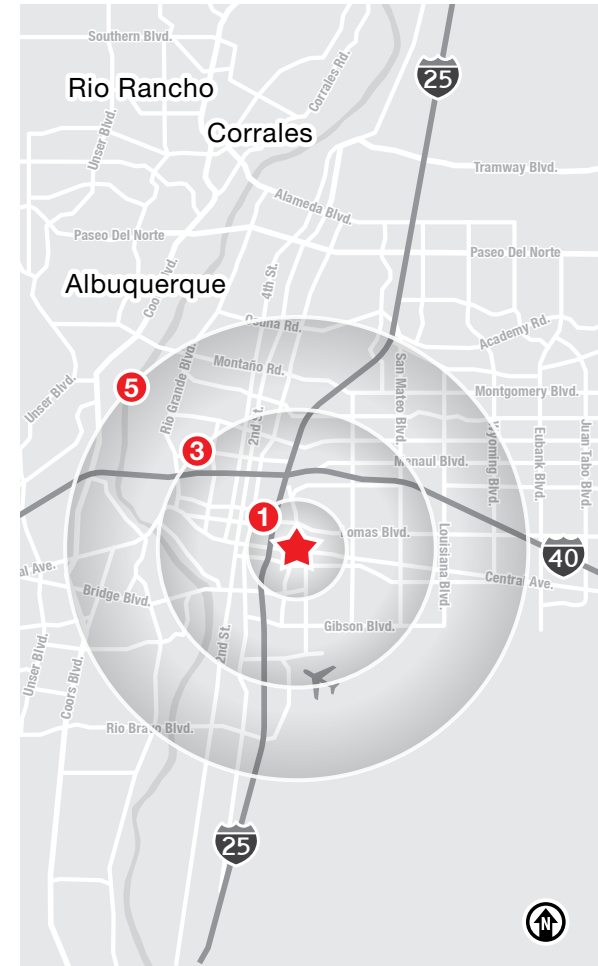 Southern Blvd.
Corrales Rd.
25
Rio Rancho
Unser Blvd.
Corrales
Tramway Blvd.
Alameda Blvd.
Paseo Del Norte
Paseo Del Norte
Albuquerque
4th St.
Academy Rd.
Montaño Rd.
San Mateo Blvd.
5
Rio Grande Blvd.
Montgomery Blvd.
Unser Blvd.
2nd St.
Wyoming Blvd.
Eubank Blvd.
Juan Tabo Blvd.
3
Menaul Blvd.
1
Lomas Blvd.
Louisiana Blvd.
40
Central Ave.
Bridge Blvd.
Gibson Blvd.
2nd St.
Unser Blvd.
Coors Blvd.
Rio Bravo Blvd.
25
N